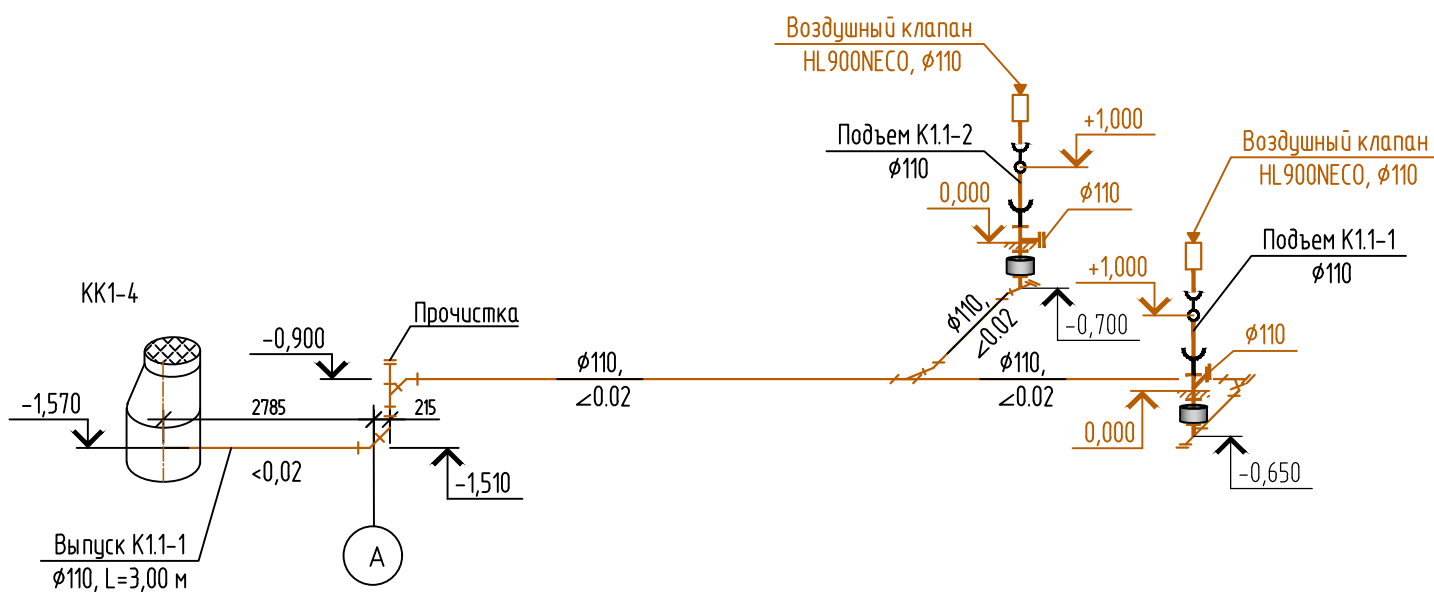 Воздушный клапан
HL900NECO, ϕ110
+1,000
Подъем К1.1-2
ϕ110
0,000
ϕ110
Воздушный клапан
HL900NECO, ϕ110
Подъем К1.1-1
ϕ110
+1,000
КК1-4
Прочистка
-0,900
ϕ110,
∠0.02
-0,700
ϕ110
ϕ110,
∠0.02
ϕ110,
∠0.02
-1,570
2785
215
0,000
<0,02
-1,510
-0,650
Выпуск К1.1-1
ϕ110, L=3,00 м
А